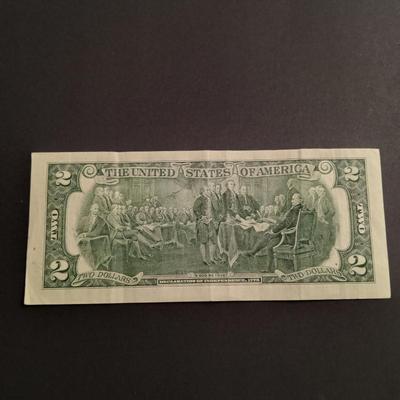 2 THE UNITED STATES OF AMERICA 2
TWO TWO
2 TWO DOLLARS TWO DOLLARS 2
DECLARATION OF INDEPENDENCE, 1776